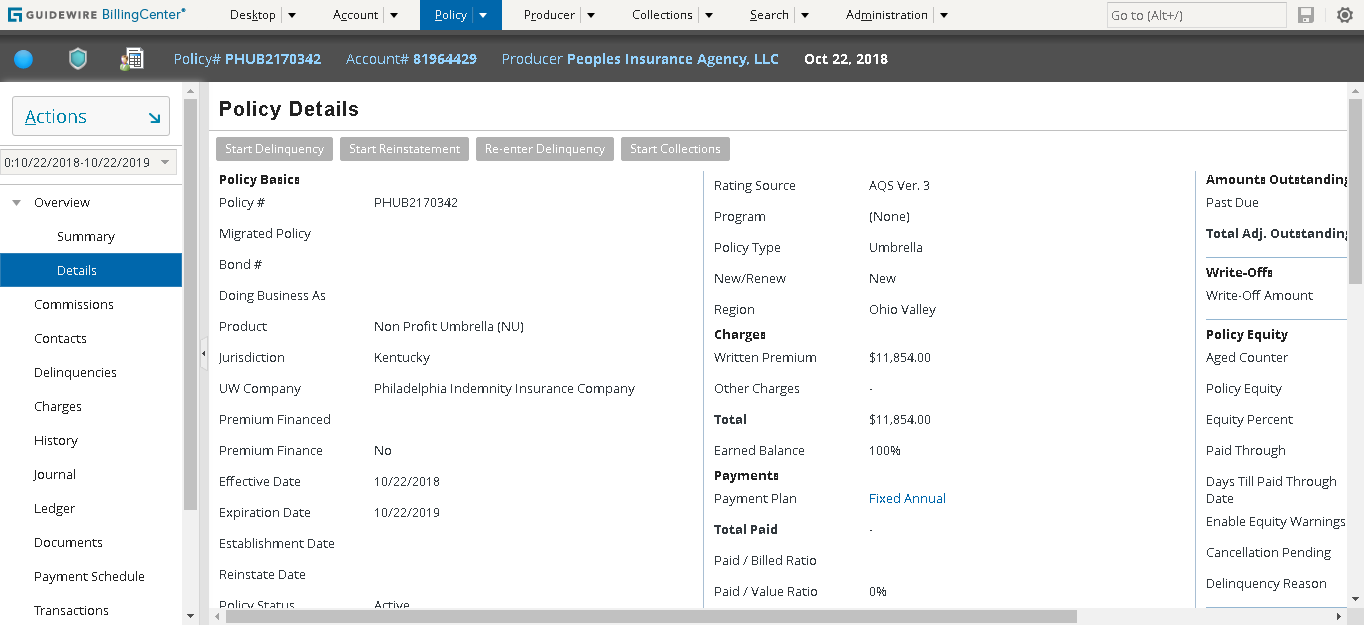 GUIDEWIRE BillingCenter®
Desktop
Account
Policy
Producer
Collections
Search
Administration
Go to (Alt+/)
Policy# PHUB2170342
Account# 81964429
Producer Peoples Insurance Agency, LLC
Oct 22, 2018
Actions
0:10/22/2018-10/22/2019
Overview
Summary
Details
Commissions
Contacts
Delinquencies
Charges
History
Journal
Ledger
Documents
Payment Schedule
Transactions
Policy Details
Start Delinquency
Start Reinstatement
Re-enter Delinquency
Start Collections
Policy Basics
Policy # PHUB2170342
Migrated Policy
Bond #
Doing Business As
Product Non Profit Umbrella (NU)
Jurisdiction Kentucky
UW Company Philadelphia Indemnity Insurance Company
Premium Financed
Premium Finance No
Effective Date 10/22/2018
Expiration Date 10/22/2019
Establishment Date
Reinstate Date
Policy Status Active
Rating Source AQS Ver. 3
Program (None)
Policy Type Umbrella
New/Renew New
Region Ohio Valley
Charges
Written Premium $11,854.00
Other Charges -
Total $11,854.00
Earned Balance 100%
Payments
Payment Plan Fixed Annual
Total Paid -
Paid / Billed Ratio
Paid / Value Ratio 0%
Amounts Outstanding
Past Due
Total Adj. Outstanding
Write-Offs
Write-Off Amount
Policy Equity
Aged Counter
Policy Equity
Equity Percent
Paid Through
Days Till Paid Through
Date
Enable Equity Warnings
Cancellation Pending
Delinquency Reason